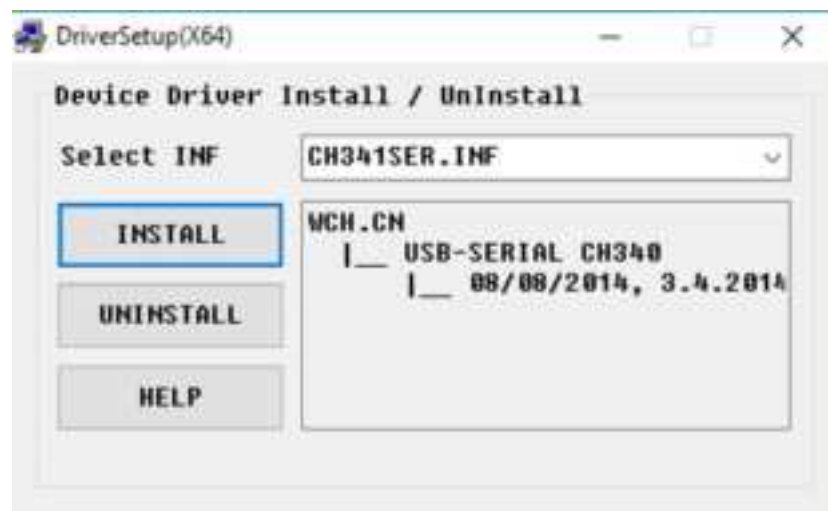 DriverSetup(X64)
Device Driver Install / UnInstall
Select INF
CH341SER.INF
INSTALL
UNINSTALL
HELP
WCH.CN
|__ USB-SERIAL CH340
|__ 08/08/2014, 3.4.2014